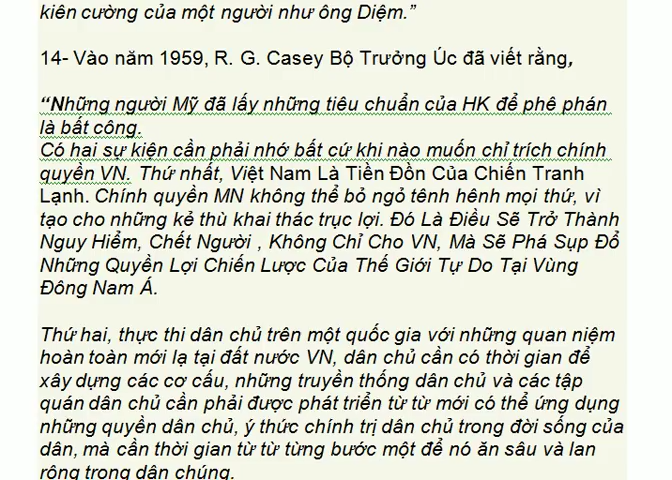 kiên cường của một người như ông Diệm.”
14- Vào năm 1959, R. G. Casey Bộ Trưởng Úc đã viết rằng,
“Những người Mỹ đã lấy những tiêu chuẩn của HK để phê phán
là bất công.
Có hai sự kiện cần phải nhớ bất cứ khi nào muốn chỉ trích chính
quyền VN. Thứ nhất, Việt Nam Là Tiền Đồn Của Chiến Tranh
Lạnh. Chính quyền MN không thể bỏ ngỏ tênh hênh mọi thứ, vì
tạo cho những kẻ thù khai thác trục lợi. Đó Là Điều Sẽ Trở Thành
Nguy Hiểm, Chết Người , Không Chỉ Cho VN, Mà Sẽ Phá Sụp Đổ
Những Quyền Lợi Chiến Lược Của Thế Giới Tự Do Tại Vùng
Đông Nam Á.
Thứ hai, thực thi dân chủ trên một quốc gia với những quan niệm
hoàn toàn mới lạ tại đất nước VN, dân chủ cần có thời gian để
xây dựng các cơ cấu, những truyền thống dân chủ và các tập
quán dân chủ cần phải được phát triển từ từ mới có thể ứng dụng
những quyền dân chủ, ý thức chính trị dân chủ trong đời sống của
dân, mà cần thời gian từ từ từng bước một để nó ăn sâu và lan
rộng trong dân chúng.